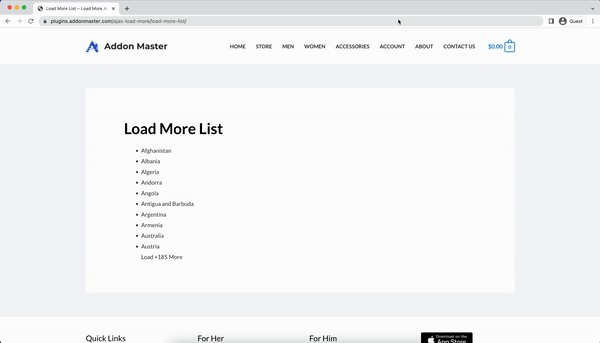 Load More List – Load More A
plugins.addonmaster.com/ajax-load-more/load-more-list/
Guest
Addon Master
HOME STORE MEN WOMEN ACCESSORIES ACCOUNT ABOUT CONTACT US $0.00 0
Load More List
Afghanistan
Albania
Algeria
Andorra
Angola
Antigua and Barbuda
Argentina
Armenia
Australia
Austria
Load +185 More
Quick Links For Her For Him
Download on the
App Store